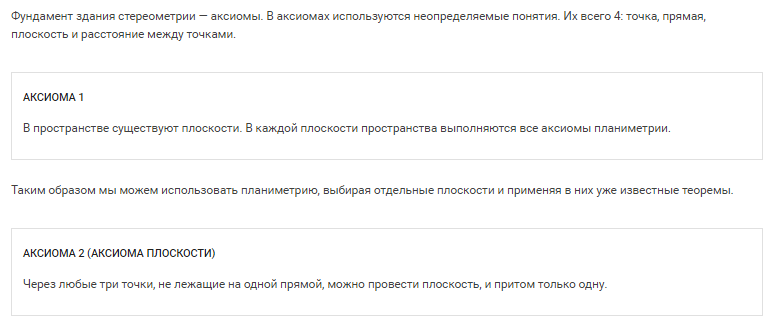 Фундамент здания стереометрии — аксиомы. В аксиомах используются неопределяемые понятия. Их всего 4: точка, прямая,
плоскость и расстояние между точками.
АКСИОМА 1
В пространстве существуют плоскости. В каждой плоскости пространства выполняются все аксиомы планиметрии.
Таким образом мы можем использовать планиметрию, выбирая отдельные плоскости и применяя в них уже известные теоремы.
АКСИОМА 2 (АКСИОМА ПЛОСКОСТИ)
Через любые три точки, не лежащие на одной прямой, можно провести плоскость, и притом только одну.